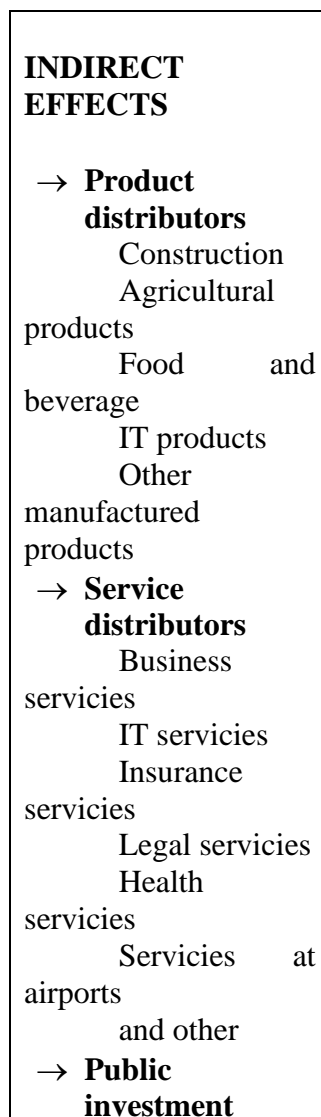 INDIRECT
EFFECTS
→ Product
distributors
Construction
Agricultural
products
Food and
beverage
IT products
Other
manufactured
products
→ Service
distributors
Business
servicies
IT servicies
Insurance
servicies
Legal servicies
Health
servicies
Servicies at
airports
and other
→ Public
investment